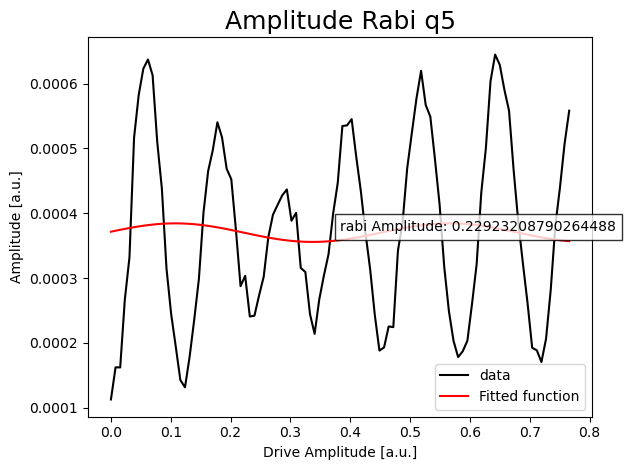 Amplitude Rabi q5
Amplitude [a.u.]
0.0006
0.0005
0.0004
0.0003
0.0002
0.0001
rabi Amplitude: 0.22923208790264488
data
Fitted function
0.0 0.1 0.2 0.3 0.4 0.5 0.6 0.7 0.8
Drive Amplitude [a.u.]